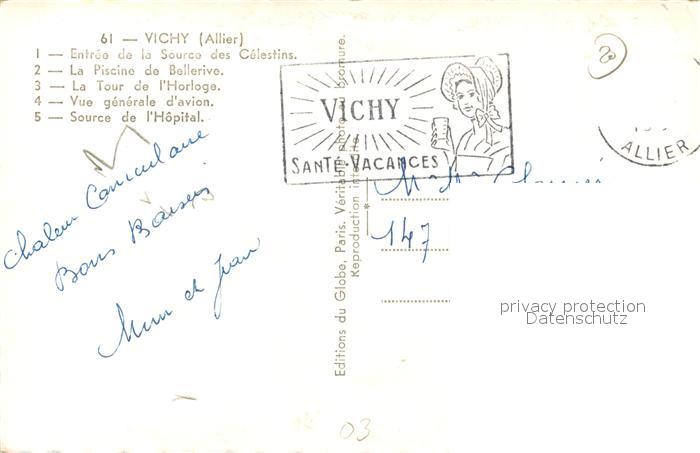 61 — VICHY (Allier)
1 — Entrée de la Source des Célestins.
2 — La Piscine de Bellerive.
3 — La Tour de l'Horloge.
4 — Vue générale d'avion.
5 — Source de l'Hôpital.
Chaleur Caniculaire
Bons Baisers
et Jean
Editions du Globe, Paris. Véritable photo au bromure.
Reproduction interdite.
VICHY
SANTÉ-VACANCES
ALLIER
147
privacy protection
Datenschutz
03